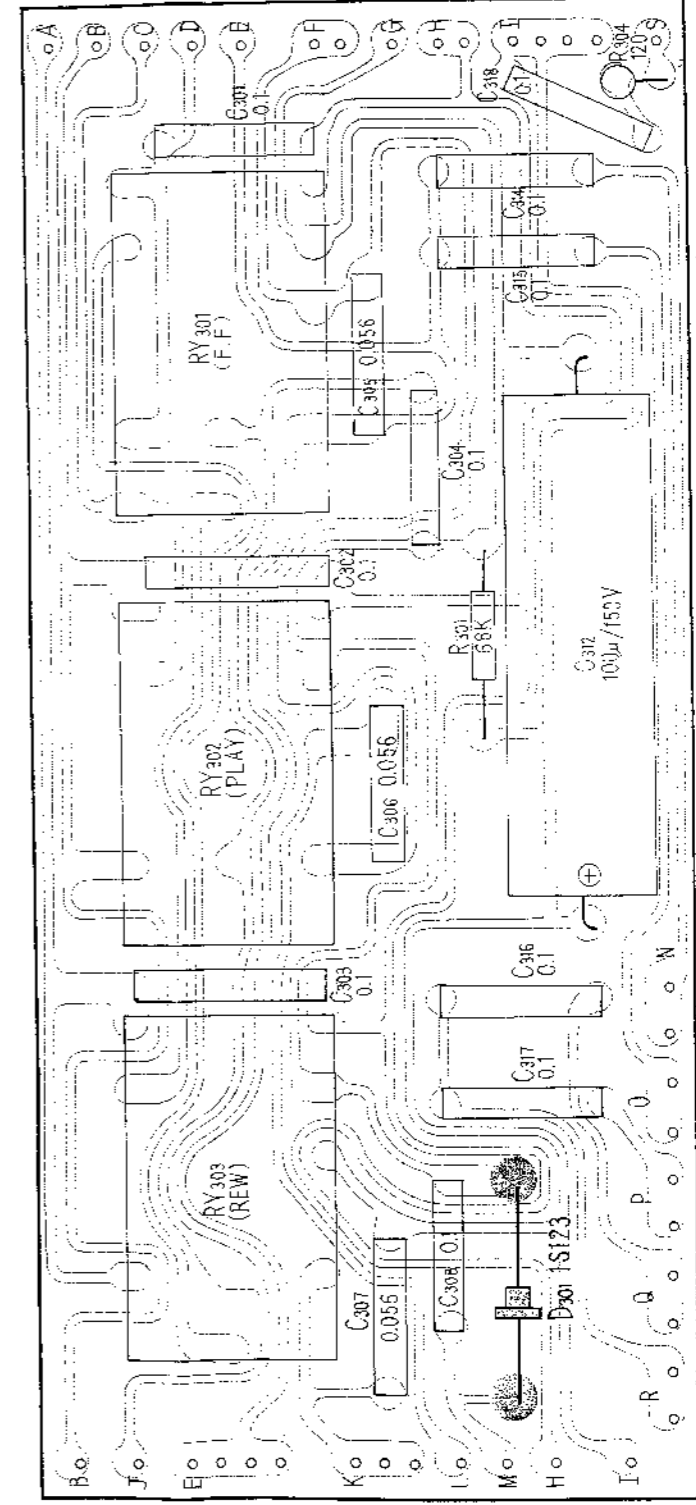 A
B
C
D
E
F
G
H
I
S
R304
120
C318
0.1
C301
0.1
C314
0.1
C315
0.1
RY301
(F.F)
C305 0.056
C304
0.1
C302
0.1
R301
68K
C312
100μ/150V
RY302
(PLAY)
C306 0.056
C303
0.1
C316
0.1
N
C317
0.1
O
RY303
(REW)
P
C307
0.056
C308 0.1
1S123
D301
Q
R
B
J
E
K
L
M
H
I